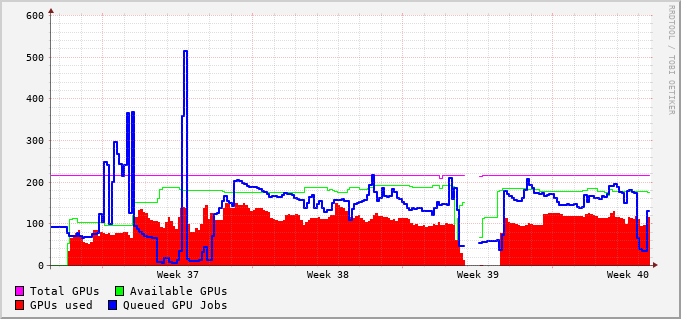 600
500
400
300
200
100
0
Week 37 Week 38 Week 39 Week 40
Total GPUs Available GPUs
GPUs used Queued GPU Jobs
RRDTOOL / TOBI OETIKER